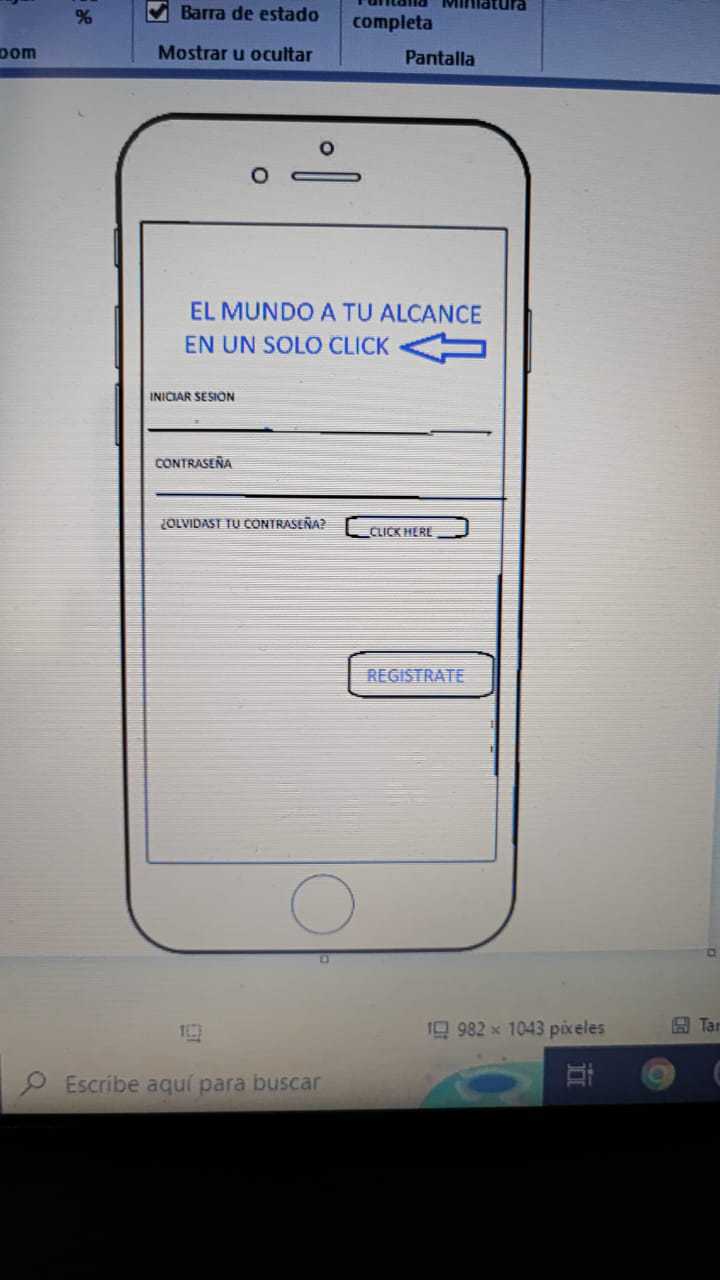 %
Barra de estado
Pantalla Miniatura
completa
oom
Mostrar u ocultar
Pantalla
EL MUNDO A TU ALCANCE
EN UN SOLO CLICK
INICIAR SESION
CONTRASEÑA
¿OLVIDAST TU CONTRASEÑA?
CLICK HERE
REGISTRATE
982 × 1043 píxeles
Tar
Escribe aquí para buscar